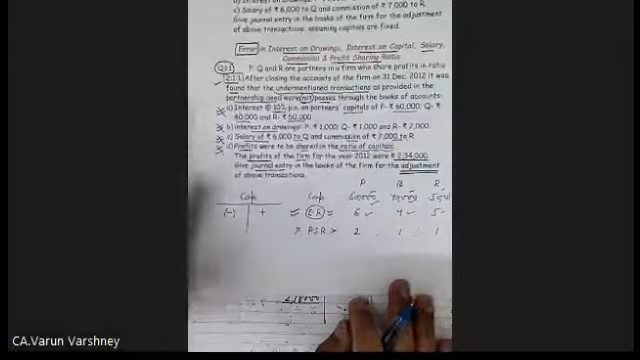 c) Salary of ₹ 6,000 to Q and commission of ₹ 7,000 to R
Give journal entry in the books of the firm for the adjustment
of above transactions, assuming capitals are fixed.
Error in Interest on Drawings, Interest on Capital, Salary,
Commission & Profit Sharing Ratio
Q11 P, Q and R are partners in a firm who share profits in ratio
2:1:1. After closing the accounts of the firm on 31 Dec. 2012 it was
found that the undermentioned transactions as provided in the
partnership deed were not passes through the books of accounts:
a) Interest @ 10% p.a. on partners' capitals of P- ₹ 60,000; Q- ₹
40,000 and R- ₹ 50,000
b) Interest on drawings: P- ₹ 1,000; Q- ₹ 1,000 and R- ₹ 2,000
c) Salary of ₹ 6,000 to Q and commission of ₹ 7,000 to R
d) Profits were to be shared in the ratio of capitals.
The profits of the firm for the year 2012 were ₹ 2,34,000
Give journal entry in the books of the firm for the adjustment
of above transactions.
P Q R
(-) +
6 4 5
PSR 2 : 1 : 1
CA.Varun Varshney